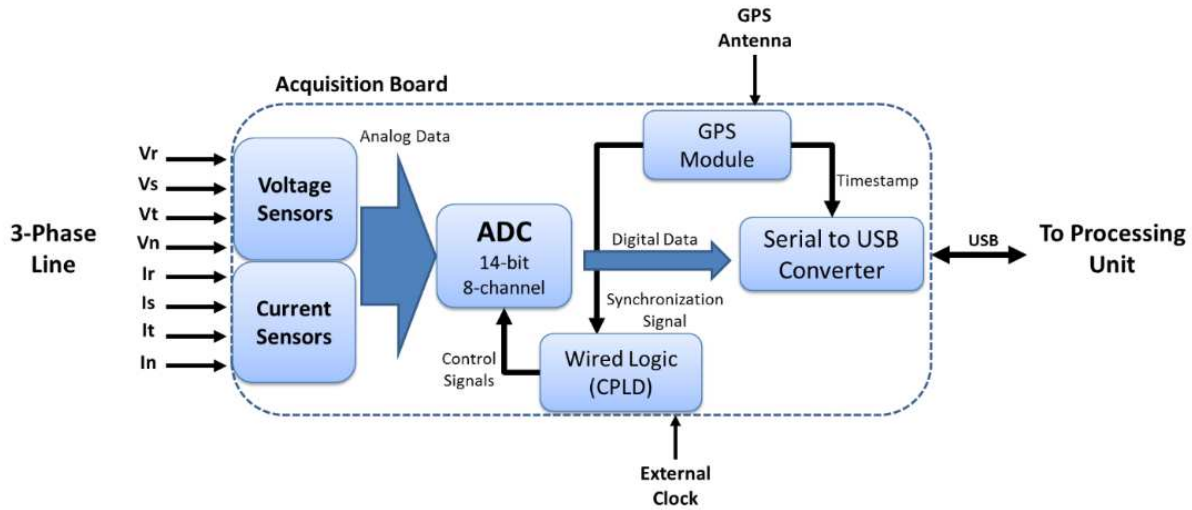 GPS
Antenna
Acquisition Board
GPS
Module
Analog Data
Vr
Vs
Vt
Vn
Ir
Is
It
In
3-Phase
Line
Voltage
Sensors
Current
Sensors
ADC
14-bit
8-channel
Digital Data
Timestamp
Serial to USB
Converter
USB
To Processing
Unit
Synchronization
Signal
Control
Signals
Wired Logic
(CPLD)
External
Clock